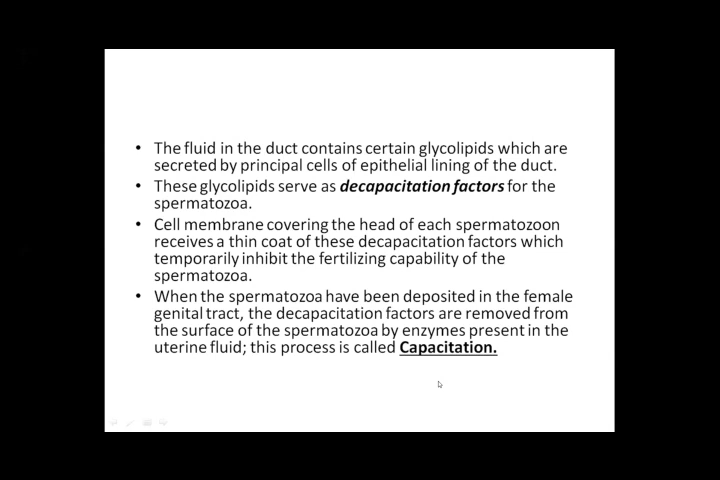 • The fluid in the duct contains certain glycolipids which are
secreted by principal cells of epithelial lining of the duct.
• These glycolipids serve as decapacitation factors for the
spermatozoa.
• Cell membrane covering the head of each spermatozoon
receives a thin coat of these decapacitation factors which
temporarily inhibit the fertilizing capability of the
spermatozoa.
• When the spermatozoa have been deposited in the female
genital tract, the decapacitation factors are removed from
the surface of the spermatozoa by enzymes present in the
uterine fluid; this process is called Capacitation.